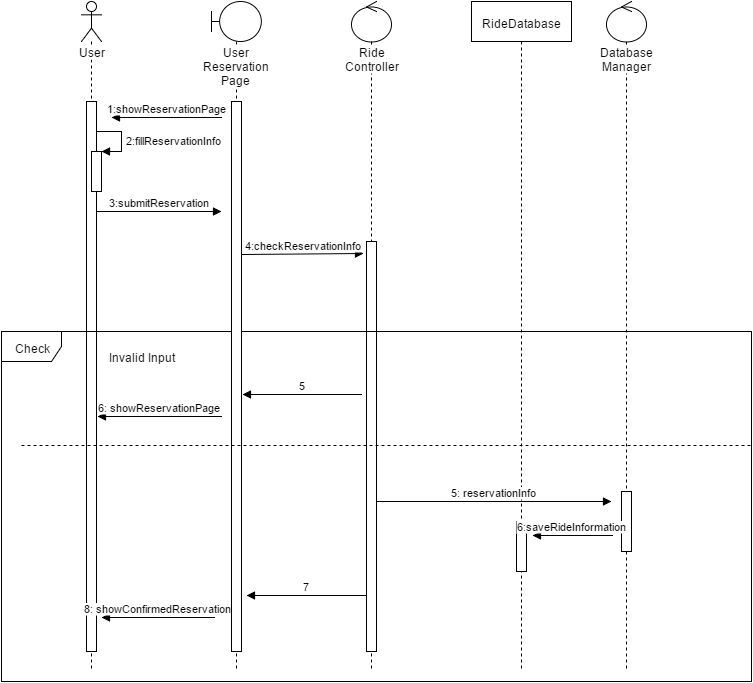 User
User
Reservation
Page
Ride
Controller
RideDatabase
Database
Manager
1:showReservationPage
2:fillReservationInfo
3:submitReservation
4:checkReservationInfo
Check
Invalid Input
5
6: showReservationPage
5: reservationInfo
6:saveRideInformation
7
8: showConfirmedReservation